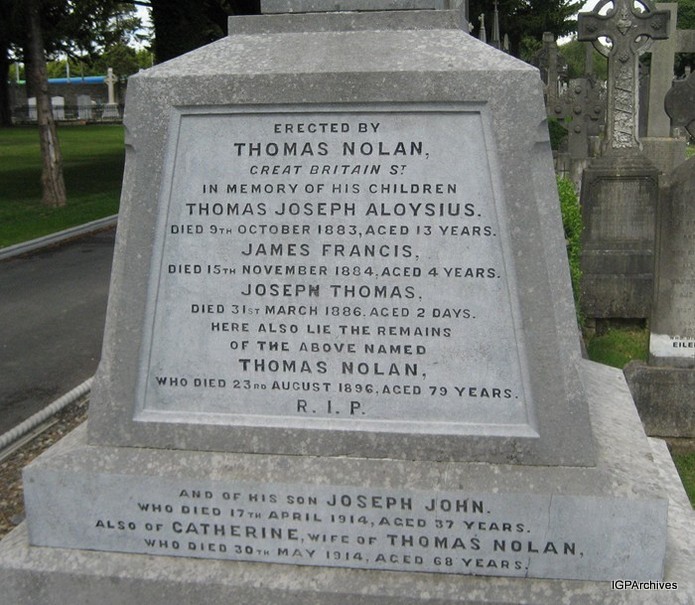 ERECTED BY
THOMAS NOLAN,
GREAT BRITAIN ST
IN MEMORY OF HIS CHILDREN
THOMAS JOSEPH ALOYSIUS.
DIED 9TH OCTOBER 1883, AGED 13 YEARS.
JAMES FRANCIS,
DIED 15TH NOVEMBER 1884, AGED 4 YEARS.
JOSEPH THOMAS,
DIED 31ST MARCH 1886, AGED 2 DAYS.
HERE ALSO LIE THE REMAINS
OF THE ABOVE NAMED
THOMAS NOLAN,
WHO DIED 23RD AUGUST 1896, AGED 79 YEARS.
R. I. P.
AND OF HIS SON JOSEPH JOHN.
WHO DIED 17TH APRIL 1914, AGED 37 YEARS.
ALSO OF CATHERINE, WIFE OF THOMAS NOLAN,
WHO DIED 30TH MAY 1914, AGED 68 YEARS.
EILE
IGPArchives